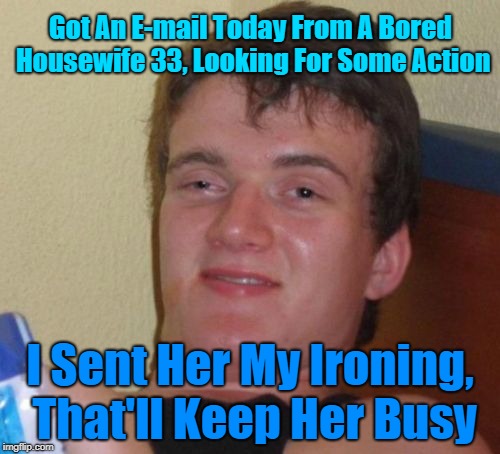 Got An E-mail Today From A Bored
Housewife 33, Looking For Some Action
I Sent Her My Ironing,
That'll Keep Her Busy
imgflip.com